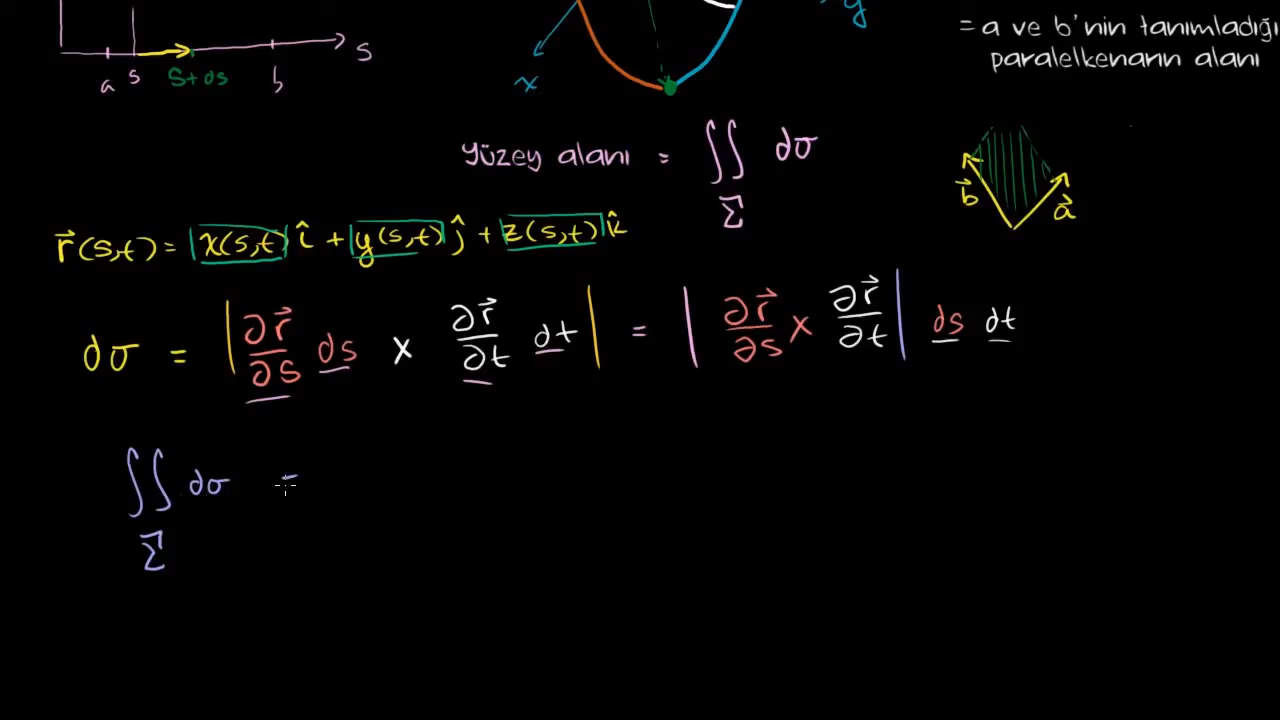 = a ve b'nin tanımladığı
paralelkenarın alanı
s
a s s+ds b
x
y
yüzey alanı = ∬ dσ
Σ
b⃗ a⃗
r⃗(s,t) = x(s,t) î + y(s,t) ĵ + z(s,t) k̂
dσ = | ∂r⃗/∂s ds × ∂r⃗/∂t dt | = | ∂r⃗/∂s × ∂r⃗/∂t | ds dt
∬ dσ
Σ